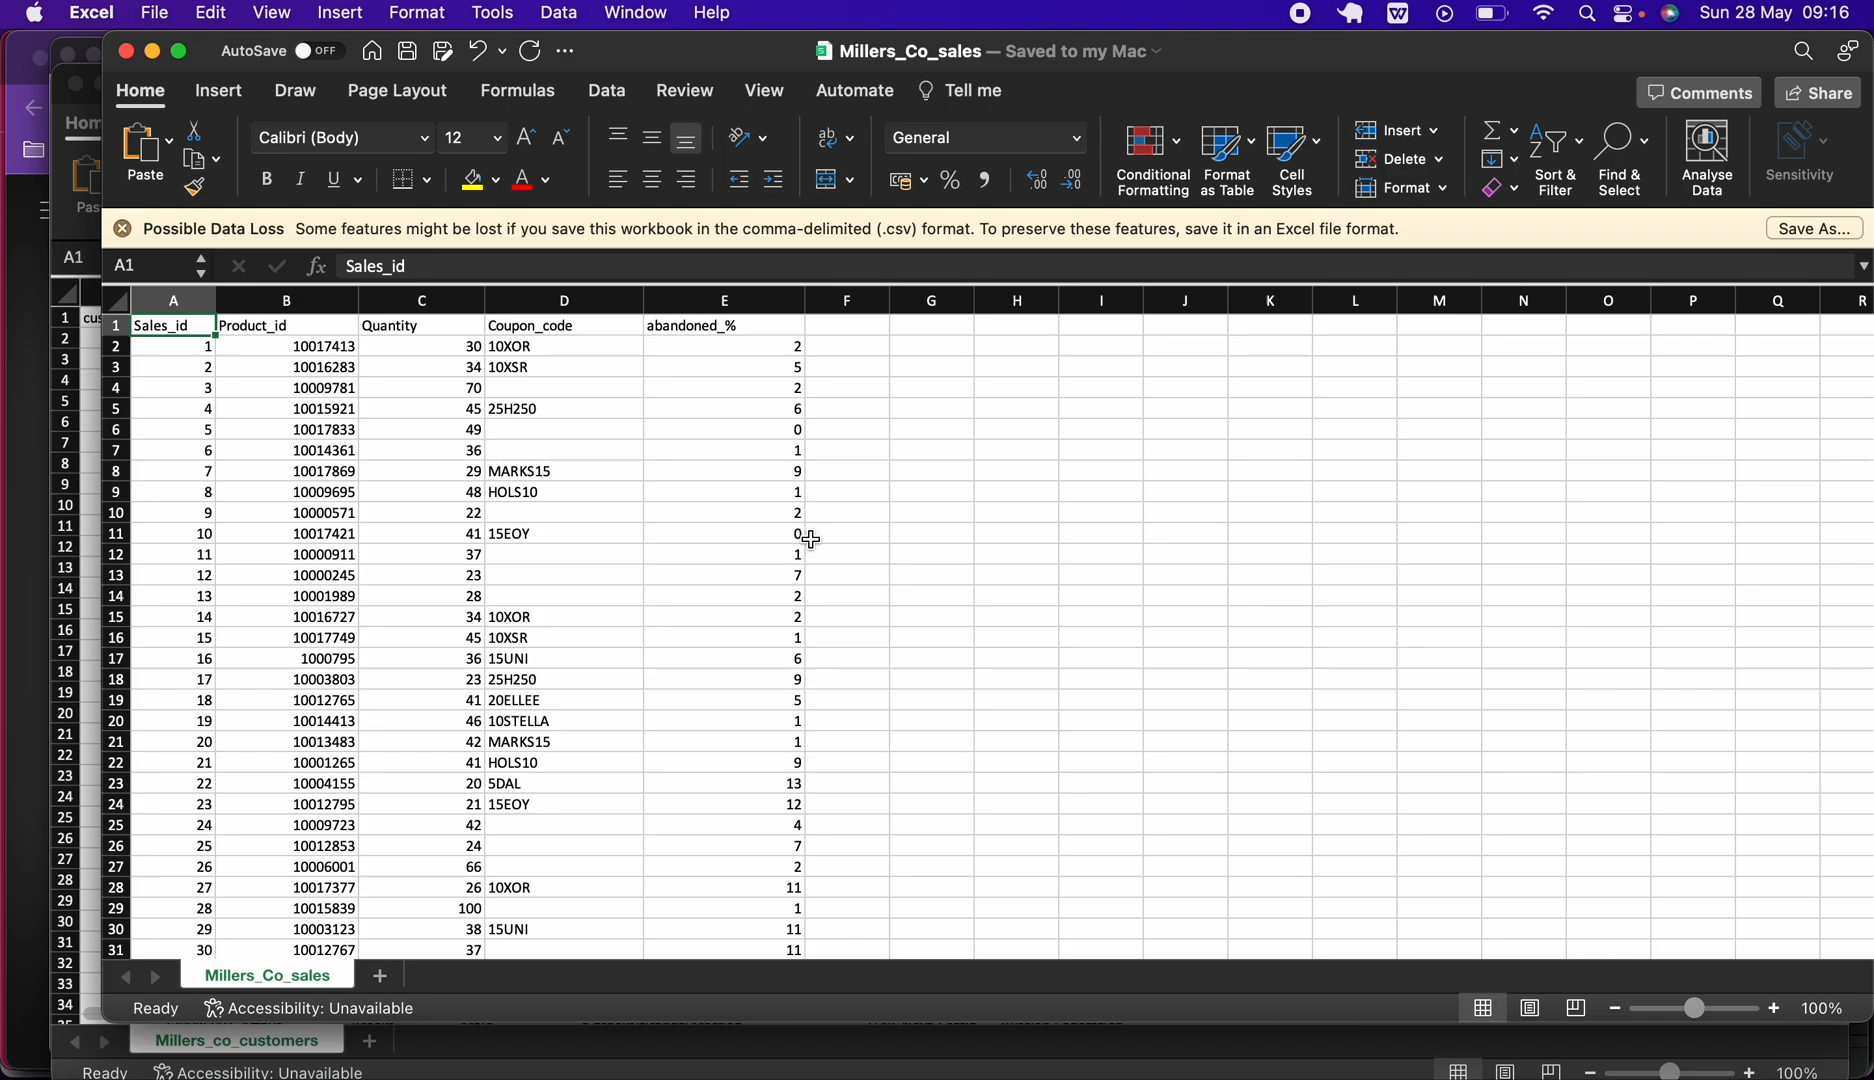 Excel File Edit View Insert Format Tools Data Window Help Sun 28 May 09:16
AutoSave OFF Millers_Co_sales — Saved to my Mac
Home Insert Draw Page Layout Formulas Data Review View Automate Tell me Comments Share
Paste Calibri (Body) 12 General Conditional Formatting Format as Table Cell Styles Insert Delete Format Sort & Filter Find & Select Analyse Data Sensitivity
Possible Data Loss Some features might be lost if you save this workbook in the comma-delimited (.csv) format. To preserve these features, save it in an Excel file format. Save As...
A1 fx Sales_id
A B C D E F G H I J K L M N O P Q R
1 Sales_id Product_id Quantity Coupon_code abandoned_%
2 1 10017413 30 10XOR 2
3 2 10016283 34 10XSR 5
4 3 10009781 70 2
5 4 10015921 45 25H250 6
6 5 10017833 49 0
7 6 10014361 36 1
8 7 10017869 29 MARKS15 9
9 8 10009695 48 HOLS10 1
10 9 10000571 22 2
11 10 10017421 41 15EOY 0
12 11 10000911 37 1
13 12 10000245 23 7
14 13 10001989 28 2
15 14 10016727 34 10XOR 2
16 15 10017749 45 10XSR 1
17 16 1000795 36 15UNI 6
18 17 10003803 23 25H250 9
19 18 10012765 41 20ELLEE 5
20 19 10014413 46 10STELLA 1
21 20 10013483 42 MARKS15 1
22 21 10001265 41 HOLS10 9
23 22 10004155 20 5DAL 13
24 23 10012795 21 15EOY 12
25 24 10009723 42 4
26 25 10012853 24 7
27 26 10006001 66 2
28 27 10017377 26 10XOR 11
29 28 10015839 100 1
30 29 10003123 38 15UNI 11
31 30 10012767 37 11
Millers_Co_sales
Ready Accessibility: Unavailable 100%
Millers_co_customers
Ready Accessibility: Unavailable 100%